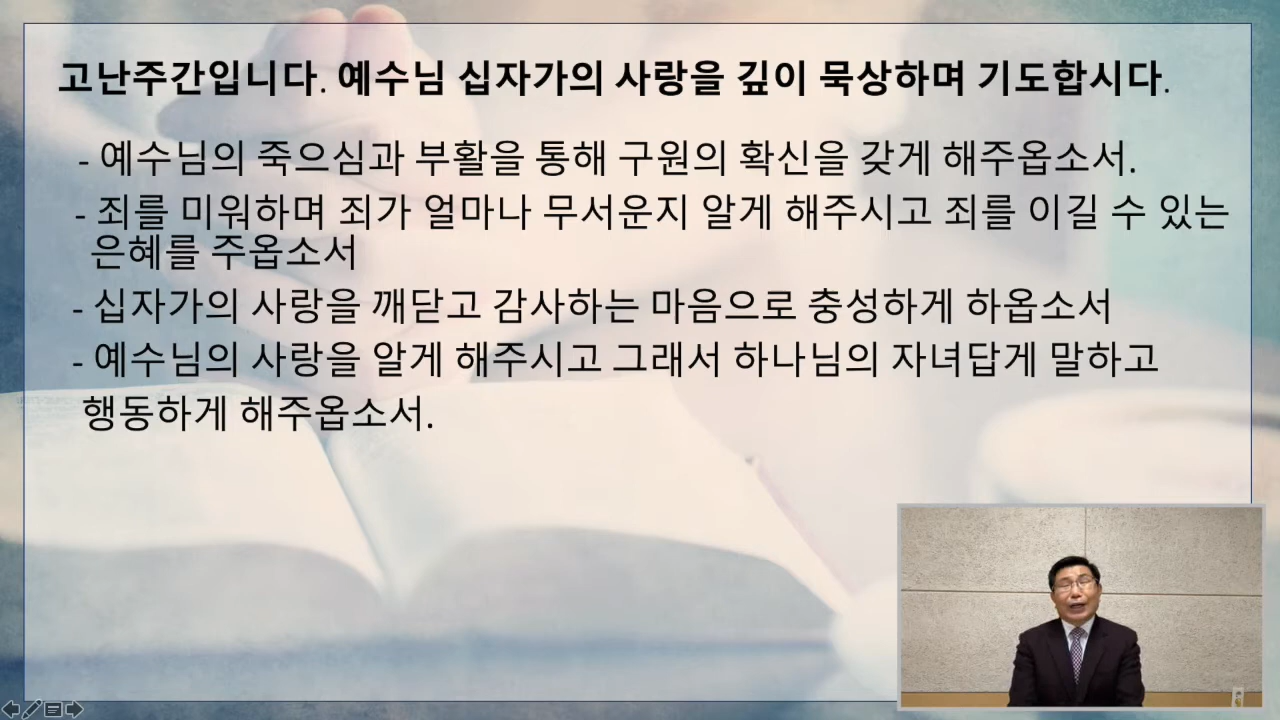 고난주간입니다. 예수님 십자가의 사랑을 깊이 묵상하며 기도합시다.
- 예수님의 죽으심과 부활을 통해 구원의 확신을 갖게 해주옵소서.
- 죄를 미워하며 죄가 얼마나 무서운지 알게 해주시고 죄를 이길 수 있는
은혜를 주옵소서
- 십자가의 사랑을 깨닫고 감사하는 마음으로 충성하게 하옵소서
- 예수님의 사랑을 알게 해주시고 그래서 하나님의 자녀답게 말하고
행동하게 해주옵소서.